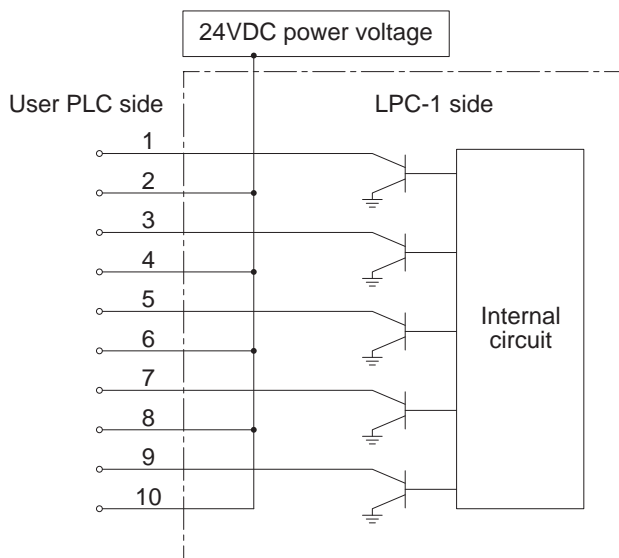 24VDC power voltage
User PLC side
LPC-1 side
1
2
3
4
5
6
7
8
9
10
Internal
circuit